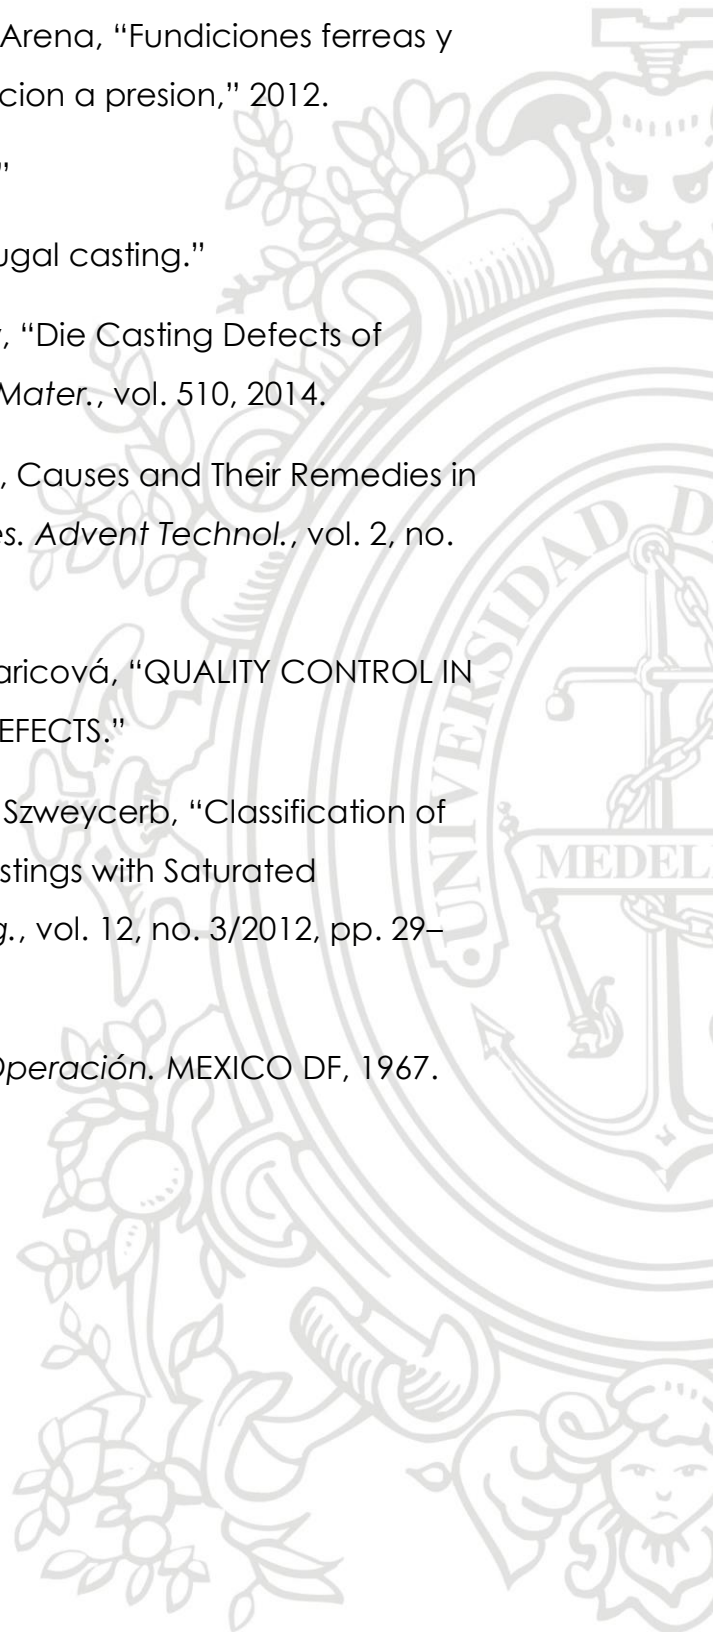 Arena, “Fundiciones ferreas y
cion a presion,” 2012.
”
ugal casting.”
, “Die Casting Defects of
Mater., vol. 510, 2014.
, Causes and Their Remedies in
es. Advent Technol., vol. 2, no.
aricová, “QUALITY CONTROL IN
EFECTS.”
Szweycerb, “Classification of
stings with Saturated
g., vol. 12, no. 3/2012, pp. 29–
Operación. MEXICO DF, 1967.
UNIVERSIDAD D
MEDEL